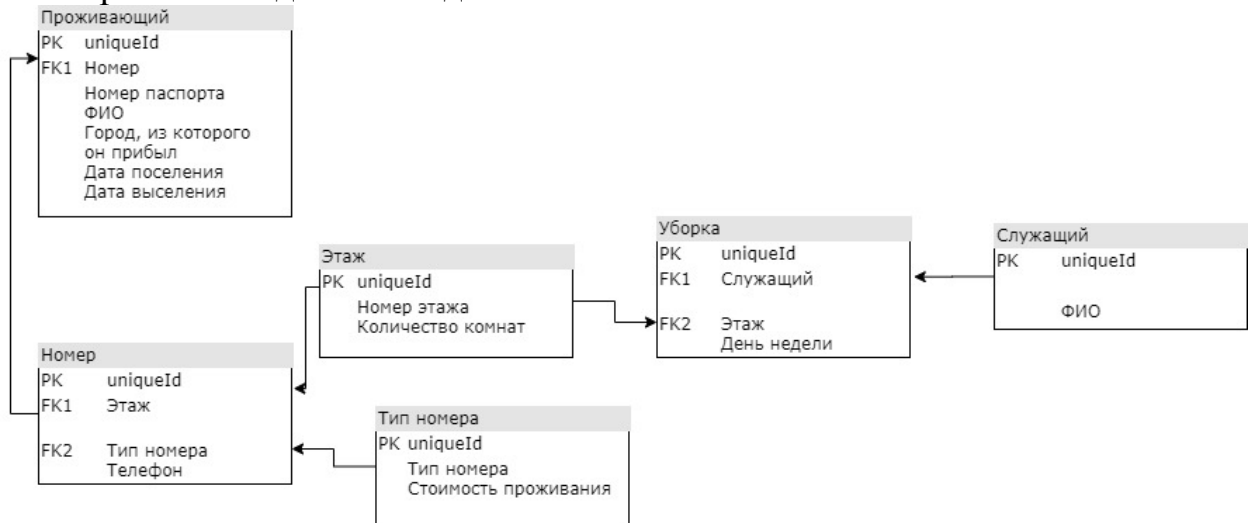 Проживающий
PK uniqueId
FK1 Номер
Номер паспорта
ФИО
Город, из которого
он прибыл
Дата поселения
Дата выселения
Этаж
PK uniqueId
Номер этажа
Количество комнат
Уборка
PK uniqueId
FK1 Служащий
FK2 Этаж
День недели
Служащий
PK uniqueId
ФИО
Номер
PK uniqueId
FK1 Этаж
FK2 Тип номера
Телефон
Тип номера
PK uniqueId
Тип номера
Стоимость проживания